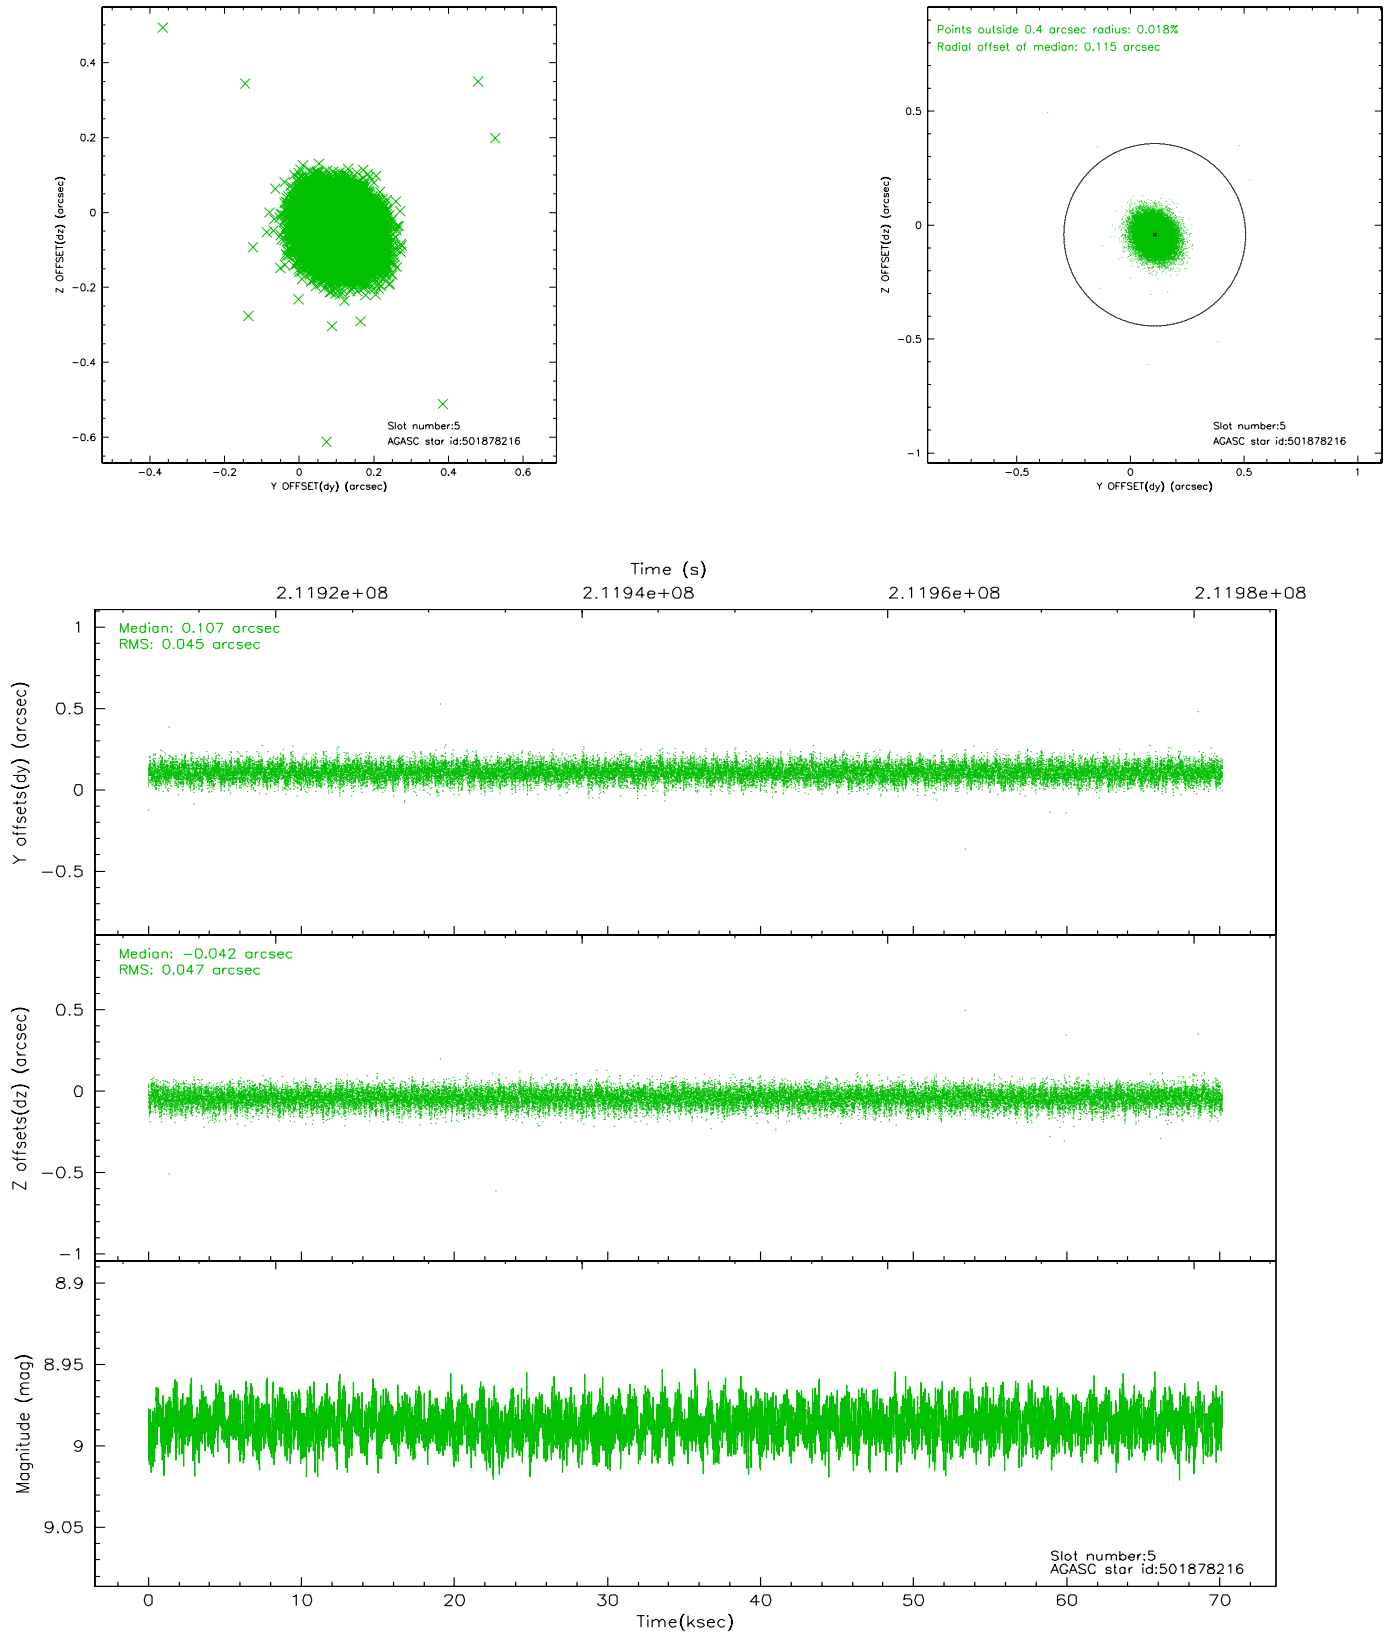 0.4
0.2
0
−0.2
−0.4
−0.6
Z OFFSET(dz) (arcsec)
Slot number:5
AGASC star id:501878216
−0.4 −0.2 0 0.2 0.4 0.6
Y OFFSET(dy) (arcsec)
Points outside 0.4 arcsec radius: 0.018%
Radial offset of median: 0.115 arcsec
0.5
0
−0.5
−1
Z OFFSET(dz) (arcsec)
Slot number:5
AGASC star id:501878216
−0.5 0 0.5 1
Y OFFSET(dy) (arcsec)
Time (s)
2.1192e+08 2.1194e+08 2.1196e+08 2.1198e+08
Median: 0.107 arcsec
RMS: 0.045 arcsec
1
0.5
0
−0.5
Y offsets(dy) (arcsec)
Median: −0.042 arcsec
RMS: 0.047 arcsec
0.5
0
−0.5
−1
Z offsets(dz) (arcsec)
8.9
8.95
9
9.05
Magnitude (mag)
Slot number:5
AGASC star id:501878216
0 10 20 30 40 50 60 70
Time(ksec)